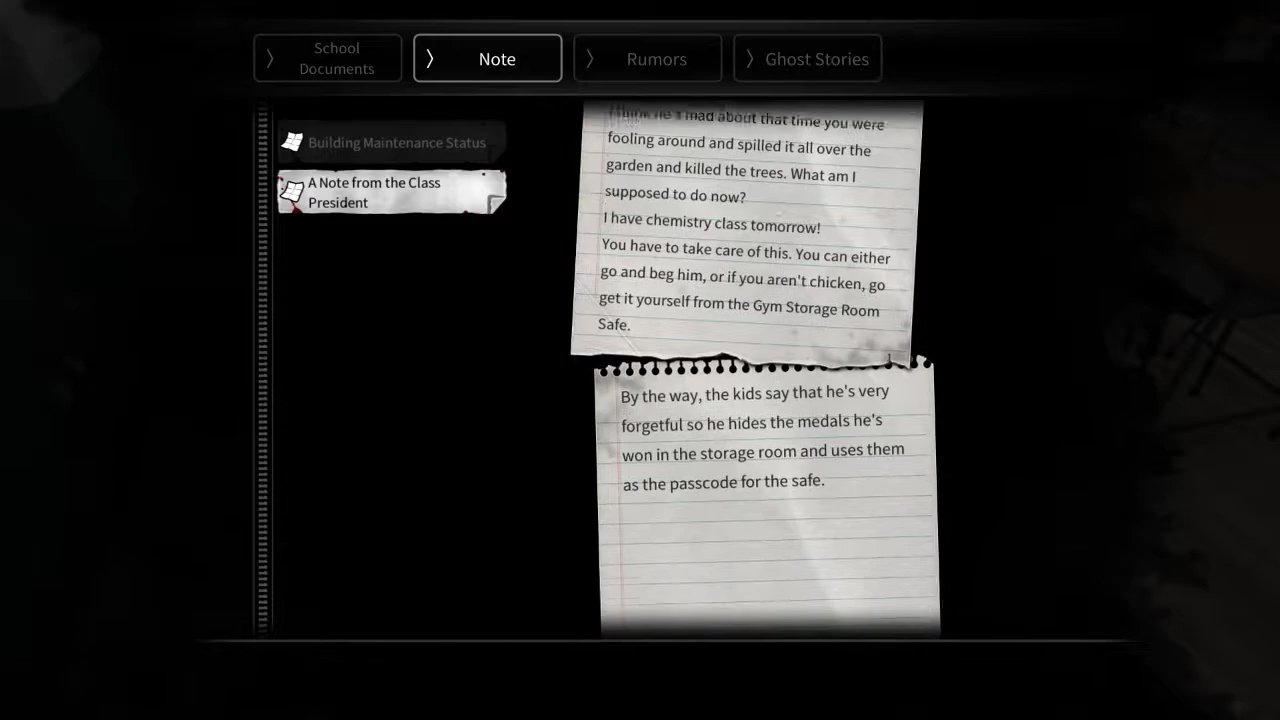 School
Documents
Note
Rumors
Ghost Stories
Building Maintenance Status
A Note from the Class
President
I think he's mad about that time you were
fooling around and spilled it all over the
garden and killed the trees. What am I
supposed to do now?
I have chemistry class tomorrow!
You have to take care of this. You can either
go and beg him, or if you aren't chicken, go
get it yourself from the Gym Storage Room
Safe.
By the way, the kids say that he's very
forgetful so he hides the medals he's
won in the storage room and uses them
as the passcode for the safe.